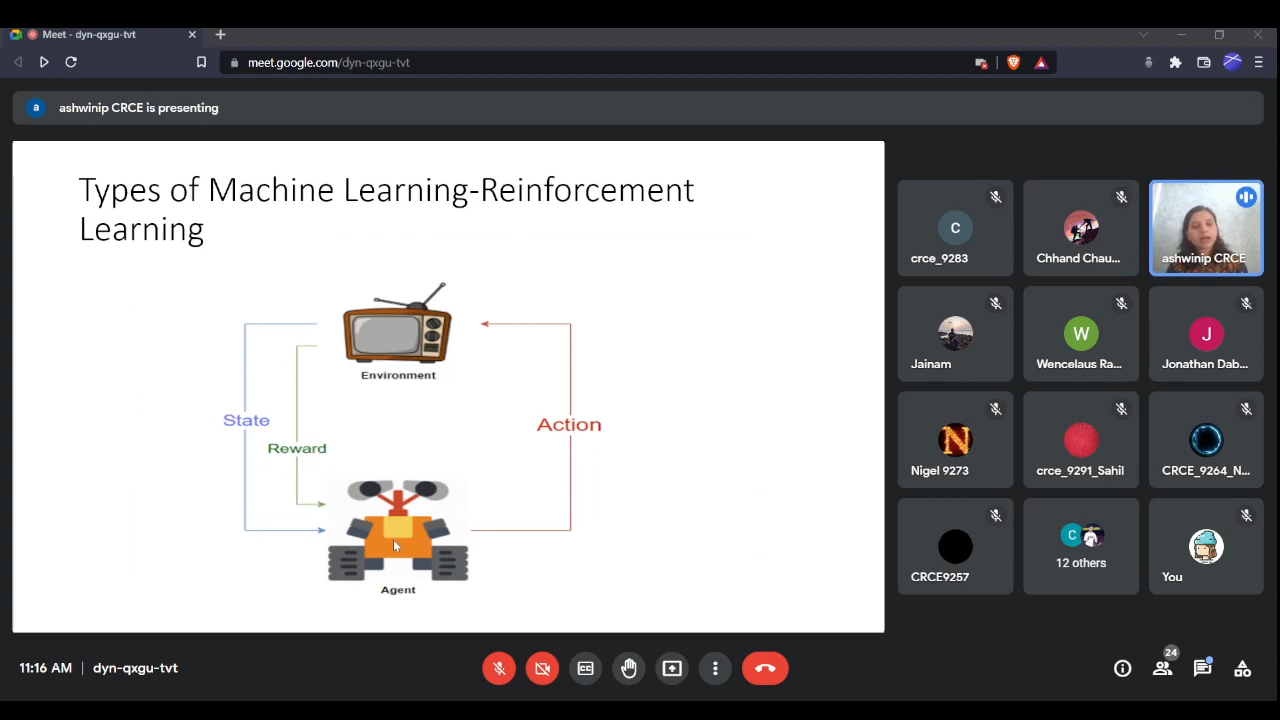 Meet - dyn-qxgu-tvt
meet.google.com/dyn-qxgu-tvt
a
ashwinip CRCE is presenting
Types of Machine Learning-Reinforcement
Learning
Environment
State
Reward
Action
Agent
C
crce_9283
Chhand Chau...
ashwinip CRCE
Jainam
W
Wencelaus Ra...
J
Jonathan Dab...
N
Nigel 9273
crce_9291_Sahil
CRCE_9264_N...
CRCE9257
C
12 others
You
11:16 AM
dyn-qxgu-tvt
24